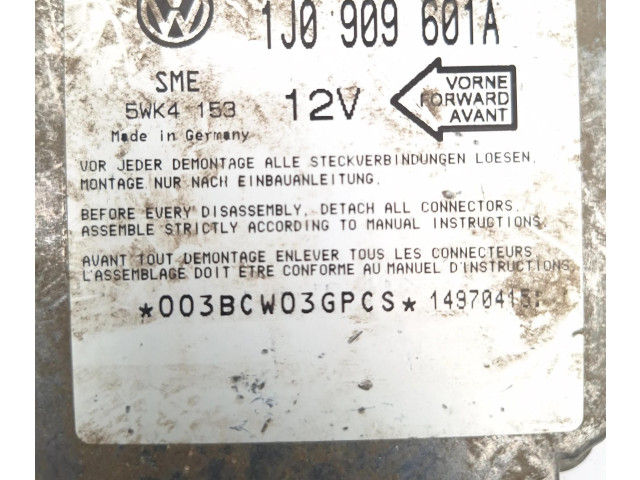 1J0 909 601A
SME
5WK4 153
12V
VORNE
FORWARD
AVANT
Made in Germany
VOR JEDER DEMONTAGE ALLE STECKVERBINDUNGEN LOESEN.
MONTAGE NUR NACH EINBAUANLEITUNG.
BEFORE EVERY DISASSEMBLY, DETACH ALL CONNECTORS.
ASSEMBLE STRICTLY ACCORDING TO MANUAL INSTRUCTIONS.
AVANT TOUT DEMONTAGE ENLEVER TOUS LES CONNECTEURS
L'ASSEMBLAGE DOIT ÊTRE CONFORME AU MANUEL D'INSTRUCTIONS
*003BCW03GPCS*